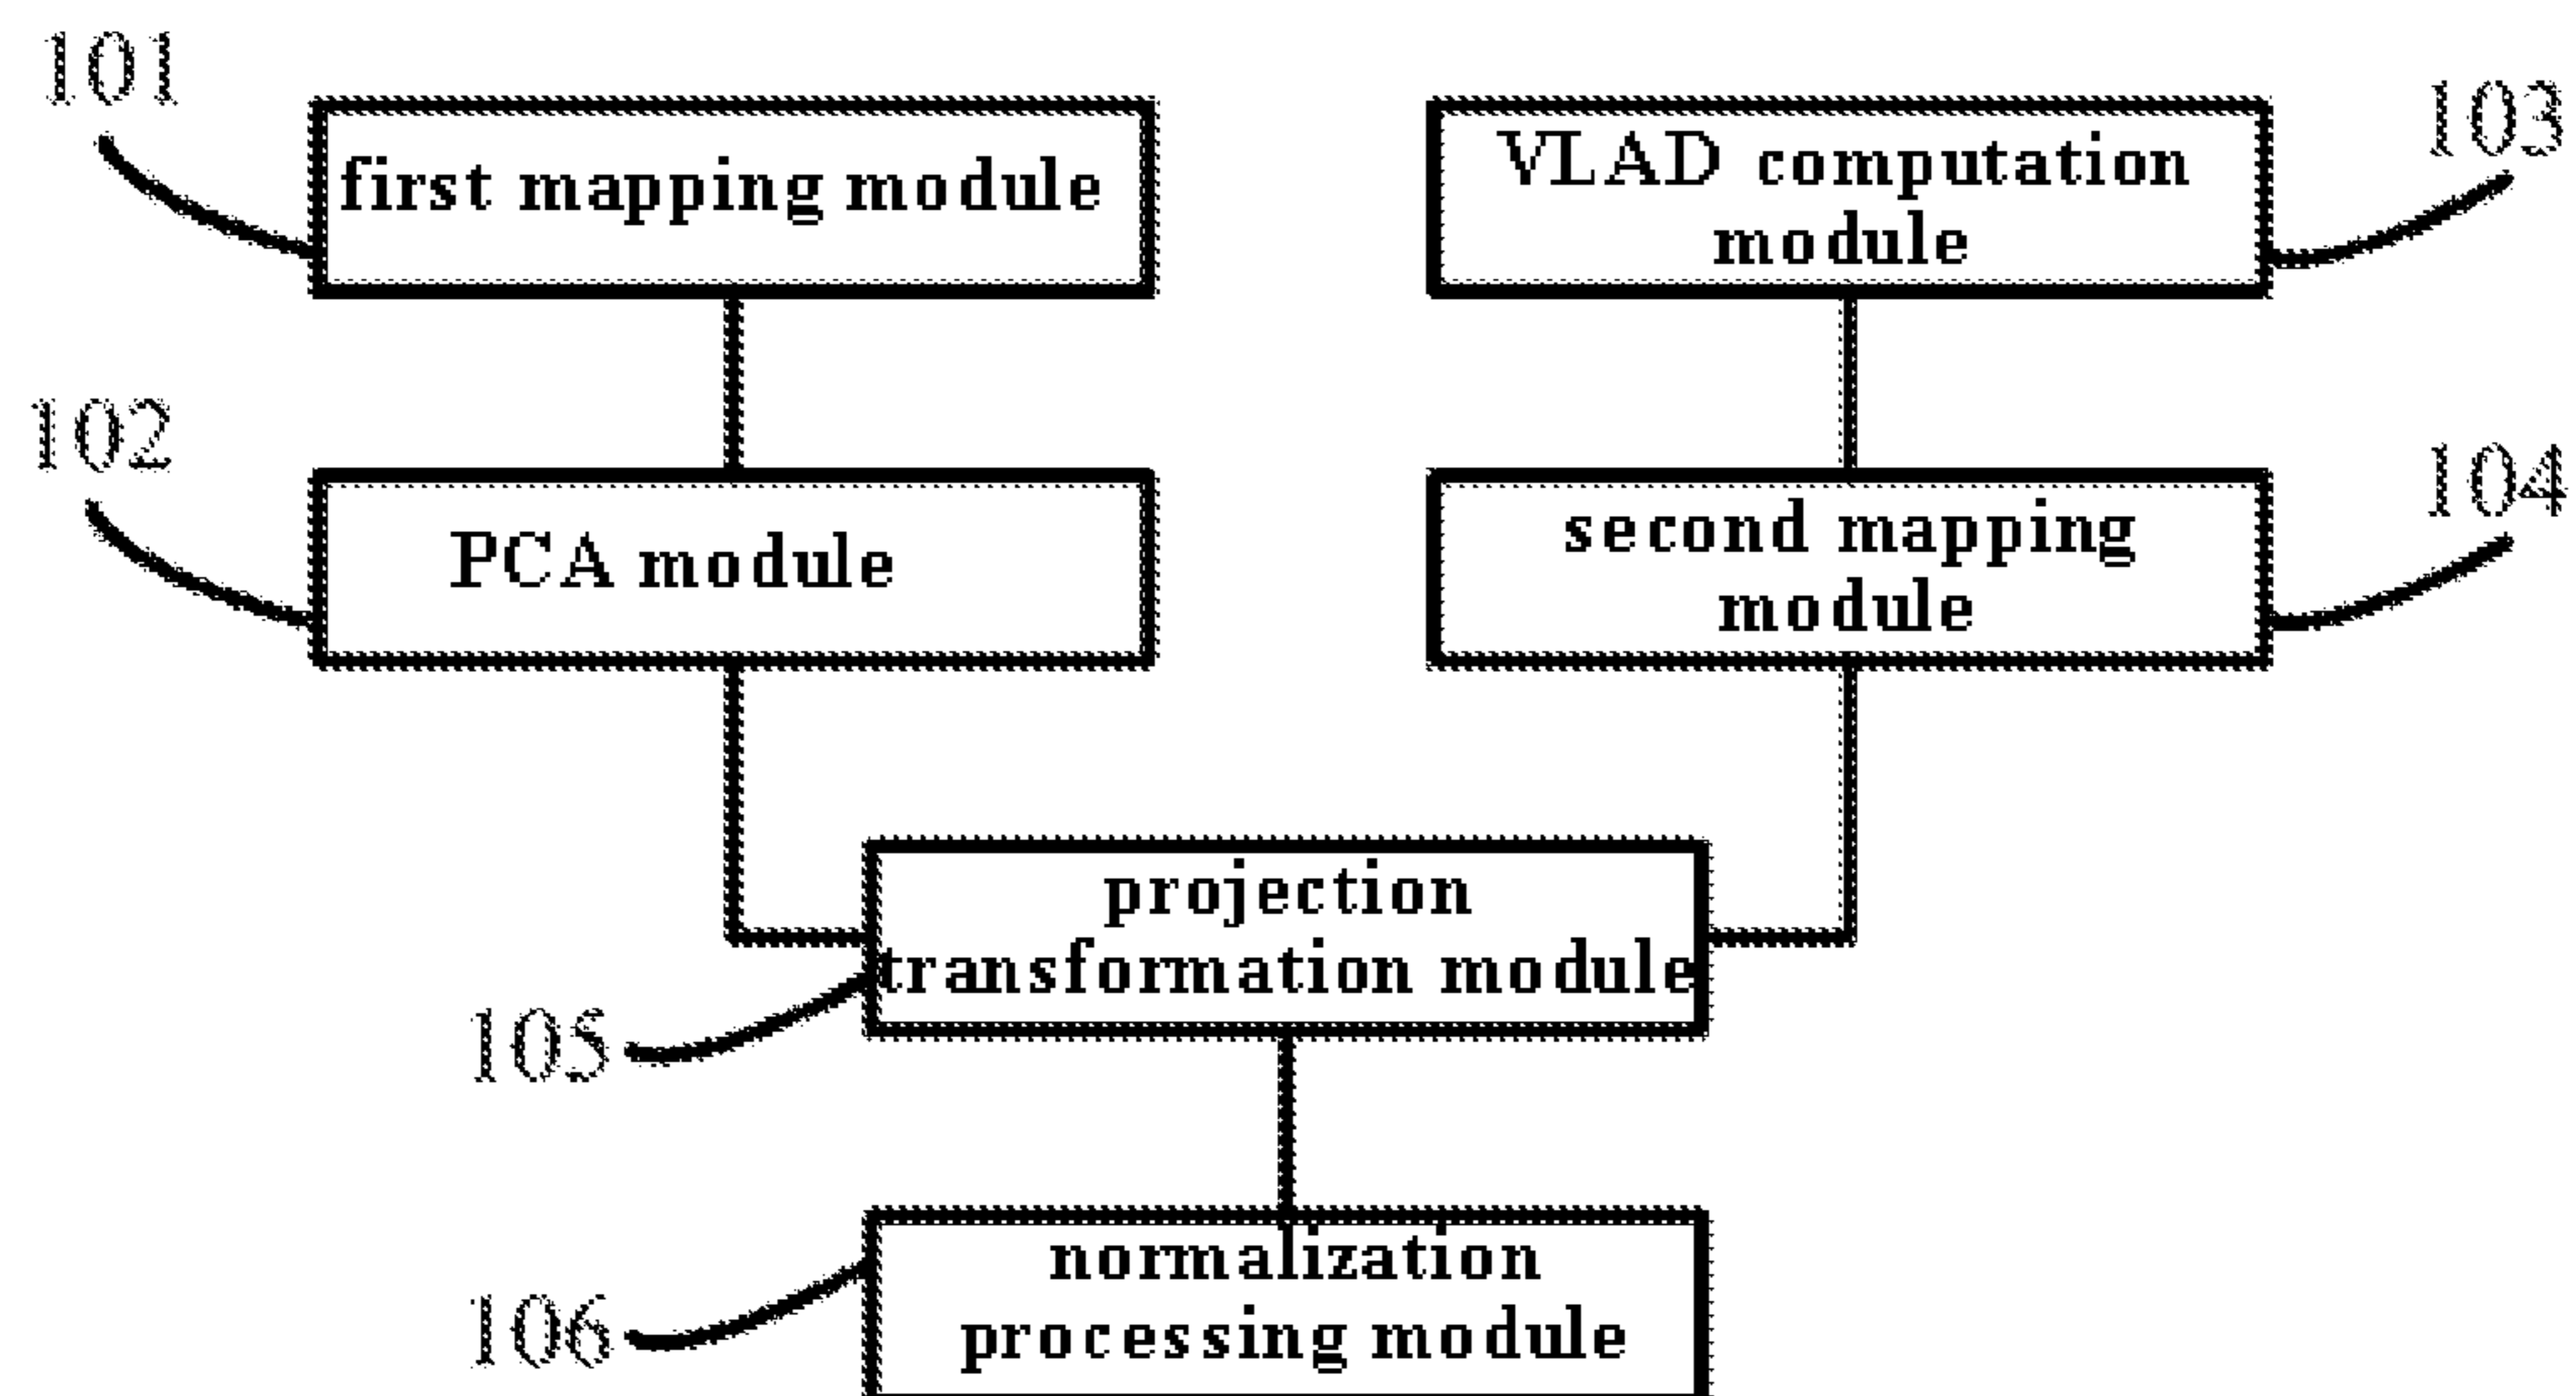 101
first mapping module
VLAD computation
module
103
102
PCA module
second mapping
module
104
projection
transformation module
105
normalization
processing module
106